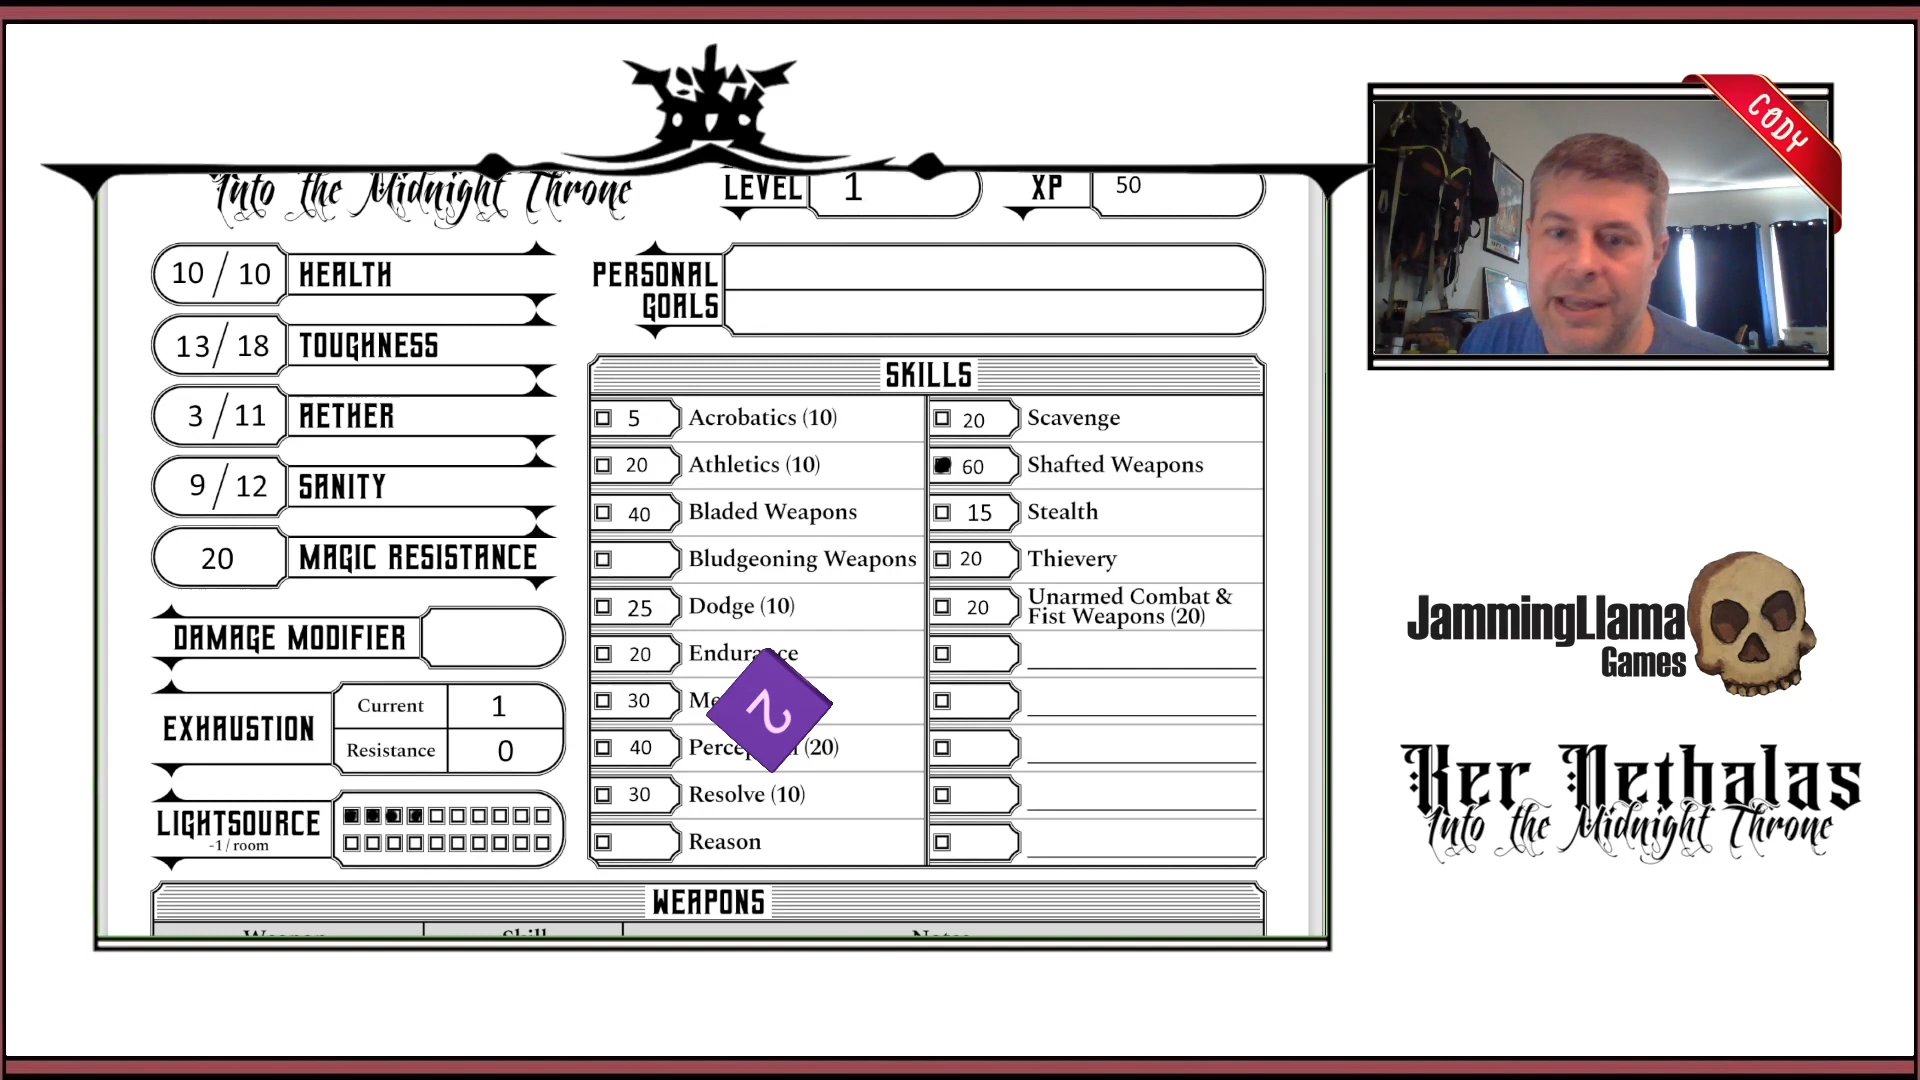 CODY
Into the Midnight Throne
LEVEL 1
XP 50
10 / 10 HEALTH
13 / 18 TOUGHNESS
3 / 11 AETHER
9 / 12 SANITY
20 MAGIC RESISTANCE
DAMAGE MODIFIER
EXHAUSTION
Current 1
Resistance 0
LIGHTSOURCE
-1 / room
PERSONAL
GOALS
SKILLS
5 Acrobatics (10)
20 Athletics (10)
40 Bladed Weapons
Bludgeoning Weapons
25 Dodge (10)
20 Endurance
30
40 Perception (20)
30 Resolve (10)
Reason
20 Scavenge
60 Shafted Weapons
15 Stealth
20 Thievery
20 Unarmed Combat &
Fist Weapons (20)
2
WEAPONS
Weapon Skill Notes
JammingLlama
Games
Ker Nethalas
Into the Midnight Throne